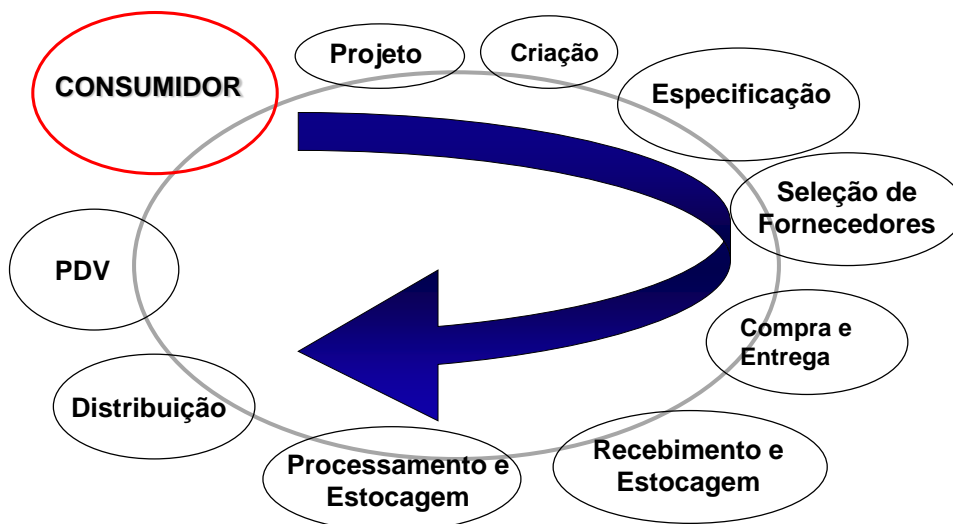 CONSUMIDOR
Projeto
Criação
Especificação
Seleção de
Fornecedores
Compra e
Entrega
Recebimento e
Estocagem
Processamento e
Estocagem
Distribuição
PDV